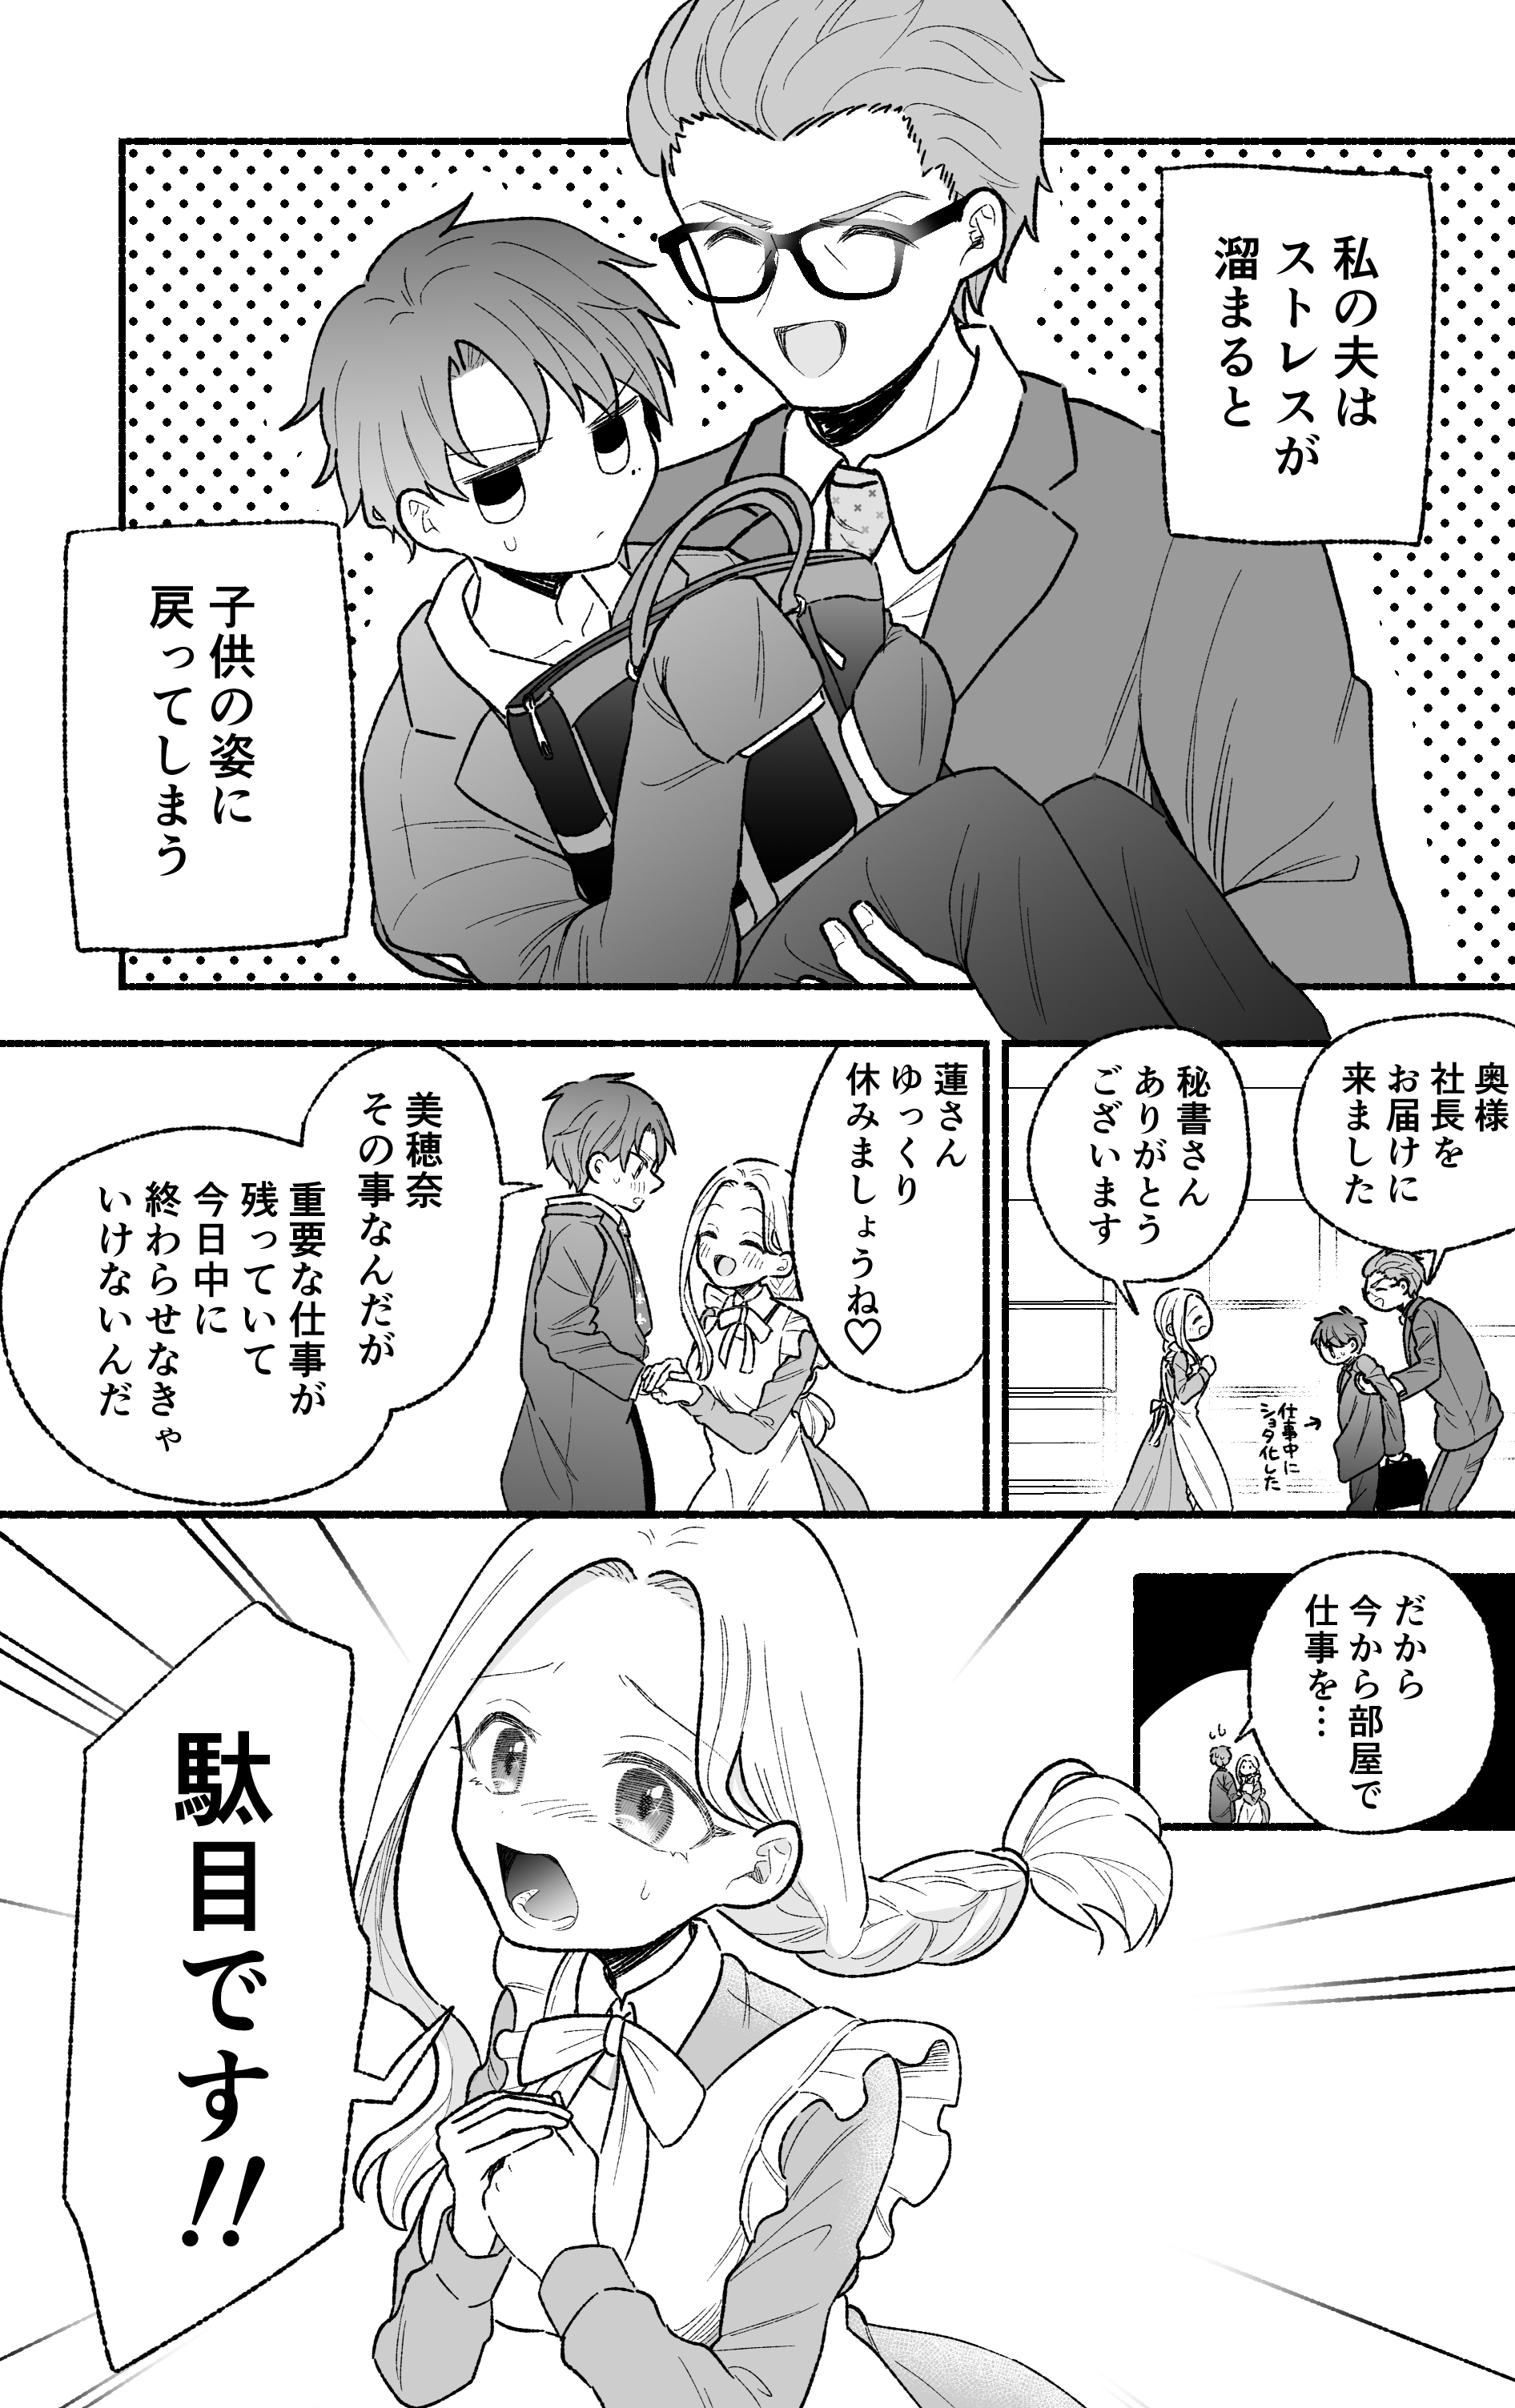 私の夫は
ストレスが
溜まると
子供の姿に
戻ってしまう
奥様
社長を
お届けに
来ました
秘書さん
ありがとう
ございます
仕事中に
ショタ化した
蓮さん
ゆっくり
休みましょうね♡
美穂奈
その事なんだが
重要な仕事が
残っていて
今日中に
終わらせなきゃ
いけないんだ
だから
今から部屋で
仕事を…
駄目です!!